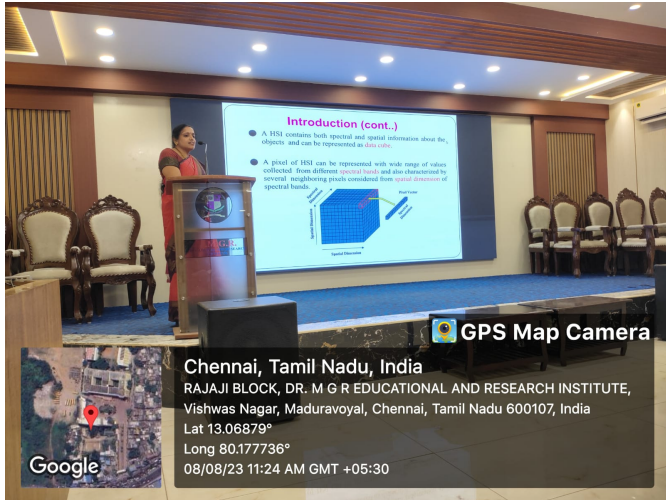 Introduction (cont..)
A HSI contains both spectral and spatial information about the
objects and can be represented as data cube.
A pixel of HSI can be represented with wide range of values
collected from different spectral bands and also characterized by
several neighboring pixels considered from spatial dimension of
spectral bands.
Pixel Vector
Spatial Dimension
Spatial Dimension
GPS Map Camera
Chennai, Tamil Nadu, India
RAJAJI BLOCK, DR. M G R EDUCATIONAL AND RESEARCH INSTITUTE,
Vishwas Nagar, Maduravoyal, Chennai, Tamil Nadu 600107, India
Lat 13.06879°
Long 80.177736°
08/08/23 11:24 AM GMT +05:30
Google